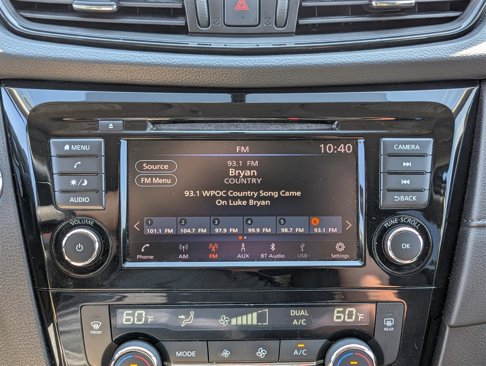 MENU
AUDIO
CAMERA
BACK
VOLUME
TUNE·SCROLL
OK
FM
10:40
Source
FM Menu
93.1 FM
Bryan
COUNTRY
93.1 WPOC Country Song Came
On Luke Bryan
1 2 3 4 5 6
101.1 FM 104.7 FM 97.9 FM 99.9 FM 98.7 FM 93.1 FM
Phone AM FM AUX BT Audio USB Settings
60°F DUAL A/C 60°F
FRONT REAR
MODE A/C